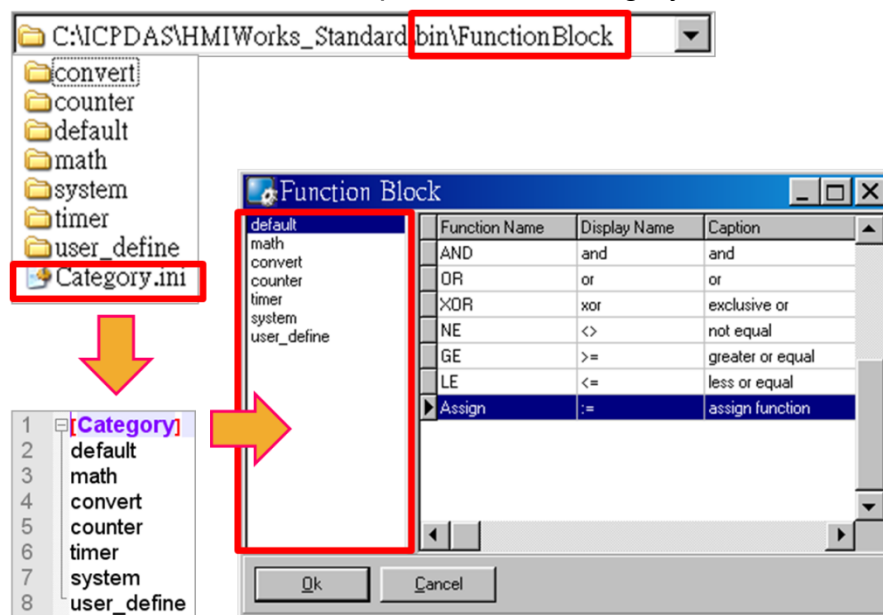 C:\ICPDAS\HMIWorks_Standard\bin\FunctionBlock
convert
counter
default
math
system
timer
user_define
Category.ini
1 [Category]
2 default
3 math
4 convert
5 counter
6 timer
7 system
8 user_define
Function Block
default
math
convert
counter
timer
system
user_define
Function Name Display Name Caption
AND and and
OR or or
XOR xor exclusive or
NE <> not equal
GE >= greater or equal
LE <= less or equal
Assign := assign function
Ok Cancel